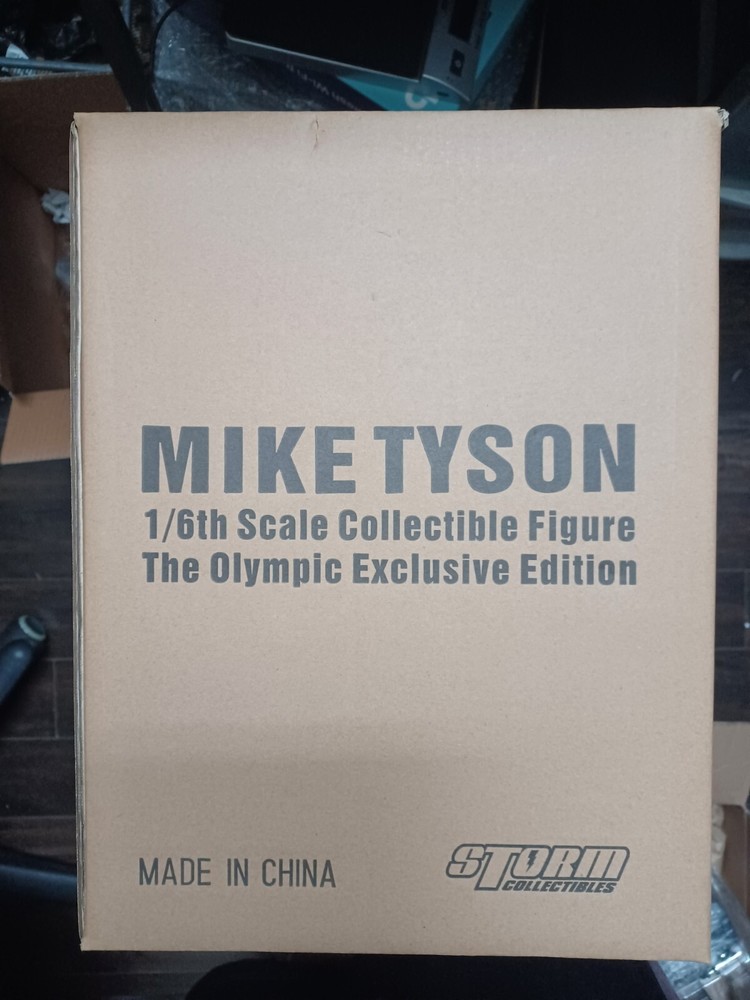 MIKE TYSON
1/6th Scale Collectible Figure
The Olympic Exclusive Edition
MADE IN CHINA
STORM
COLLECTIBLES